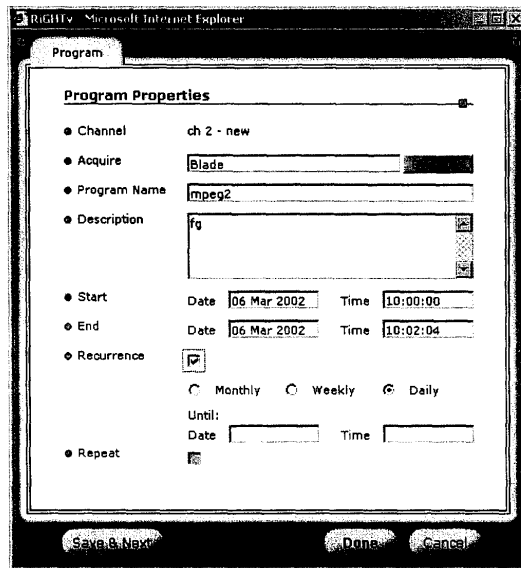 RiGHTv - Microsoft Internet Explorer
Program
Program Properties
Channel ch 2 - new
Acquire Blade
Program Name mpeg2
Description fg
Start Date 06 Mar 2002 Time 10:00:00
End Date 06 Mar 2002 Time 10:02:04
Recurrence
Monthly Weekly Daily
Until:
Date Time
Repeat
Save & Next Done Cancel